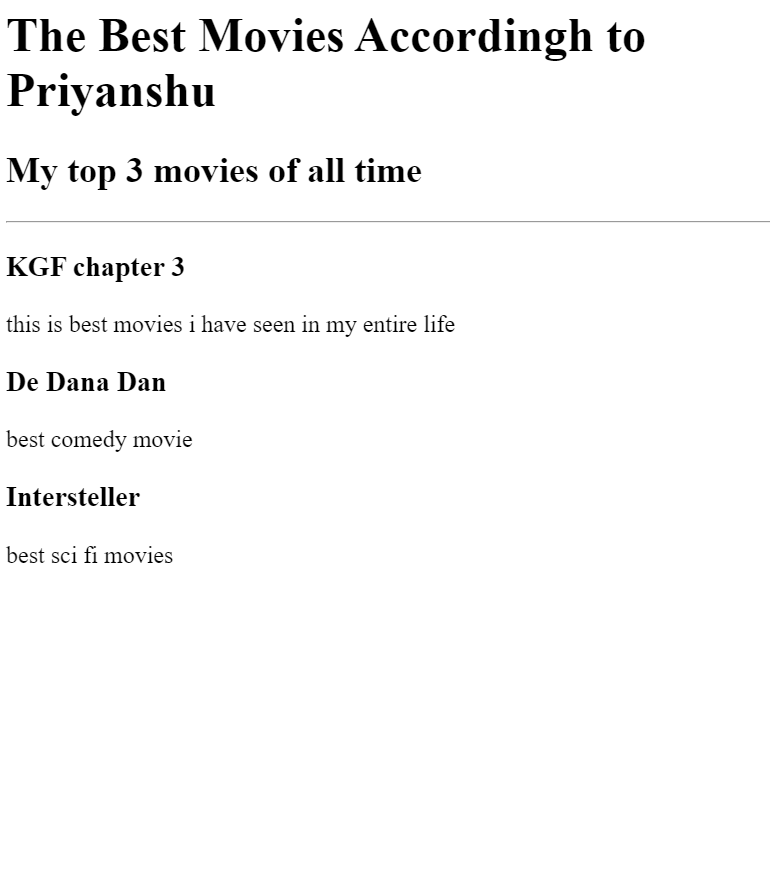 The Best Movies Accordingh to
Priyanshu
My top 3 movies of all time
KGF chapter 3
this is best movies i have seen in my entire life
De Dana Dan
best comedy movie
Intersteller
best sci fi movies